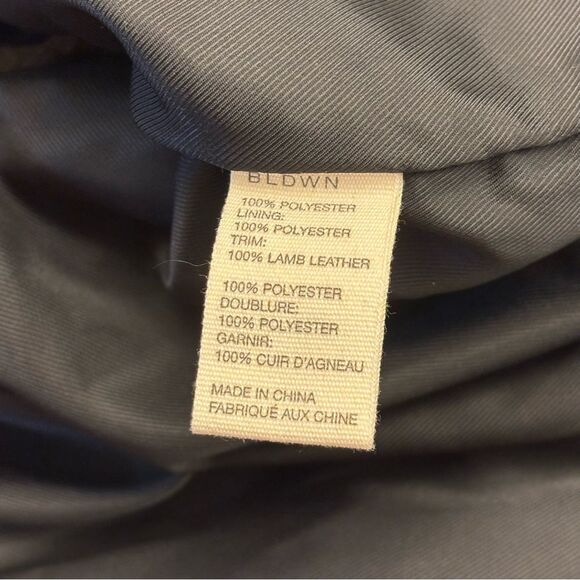 BLDWN
100% POLYESTER
LINING:
100% POLYESTER
TRIM:
100% LAMB LEATHER
100% POLYESTER
DOUBLURE:
100% POLYESTER
GARNIR:
100% CUIR D'AGNEAU
MADE IN CHINA
FABRIQUÉ AUX CHINE